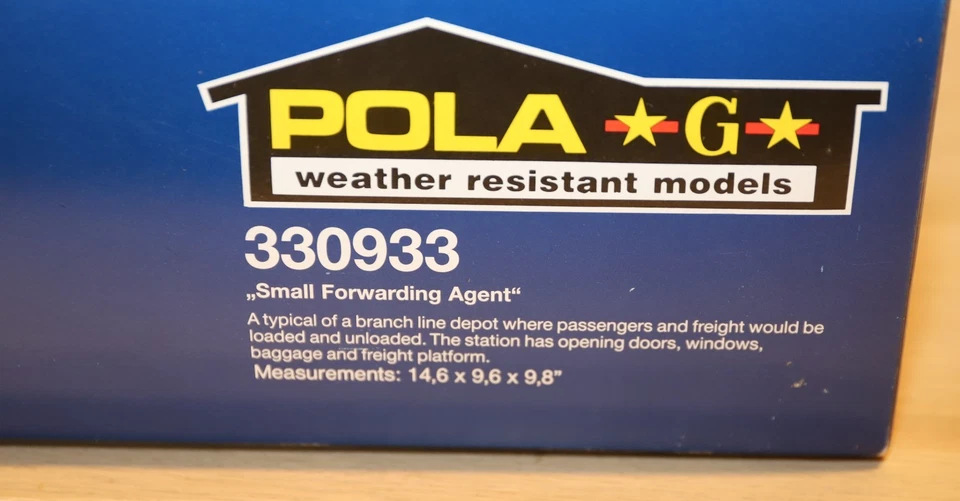 POLA ★G★
weather resistant models
330933
„Small Forwarding Agent“
A typical of a branch line depot where passengers and freight would be
loaded and unloaded. The station has opening doors, windows,
baggage and freight platform.
Measurements: 14,6 x 9,6 x 9,8"